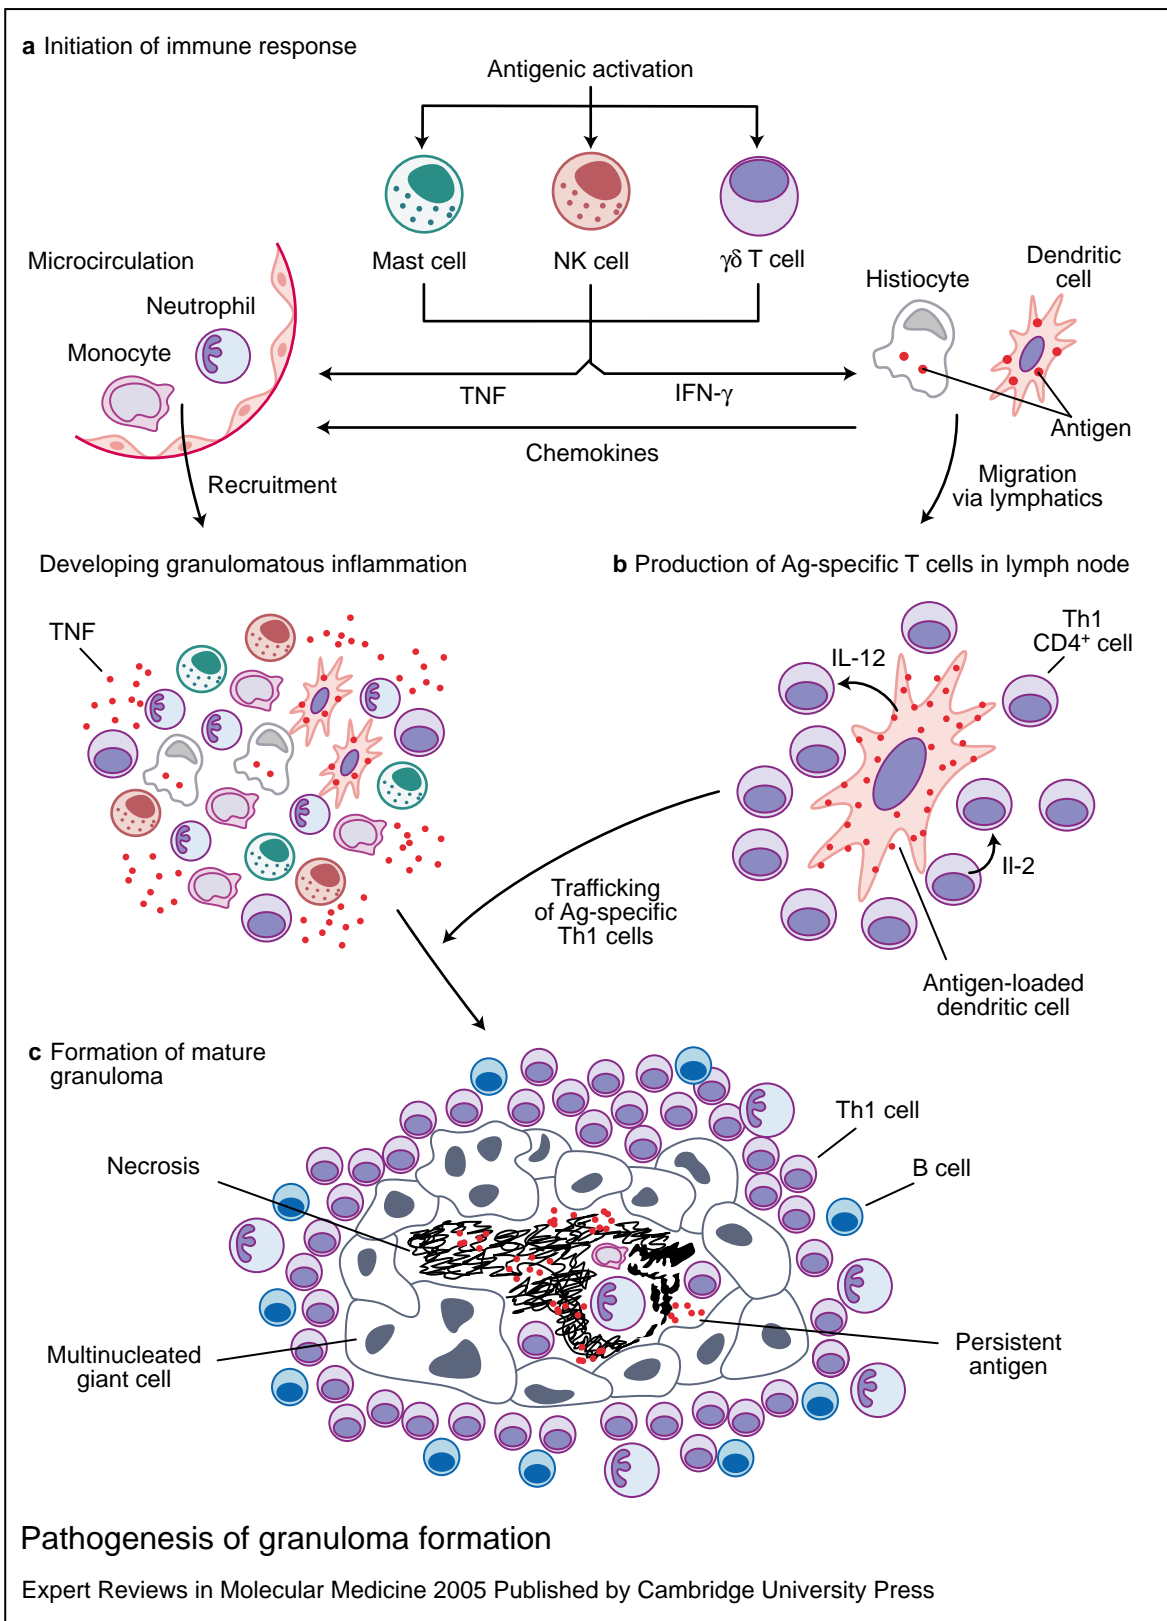 a Initiation of immune response
Antigenic activation
Mast cell
NK cell
γδ T cell
Microcirculation
Neutrophil
Monocyte
Histiocyte
Dendritic
cell
TNF
IFN-γ
Antigen
Chemokines
Recruitment
Migration
via lymphatics
Developing granulomatous inflammation
b Production of Ag-specific T cells in lymph node
TNF
Th1
CD4⁺ cell
IL-12
Il-2
Trafficking
of Ag-specific
Th1 cells
Antigen-loaded
dendritic cell
c Formation of mature
granuloma
Th1 cell
Necrosis
B cell
Multinucleated
giant cell
Persistent
antigen
Pathogenesis of granuloma formation
Expert Reviews in Molecular Medicine 2005 Published by Cambridge University Press